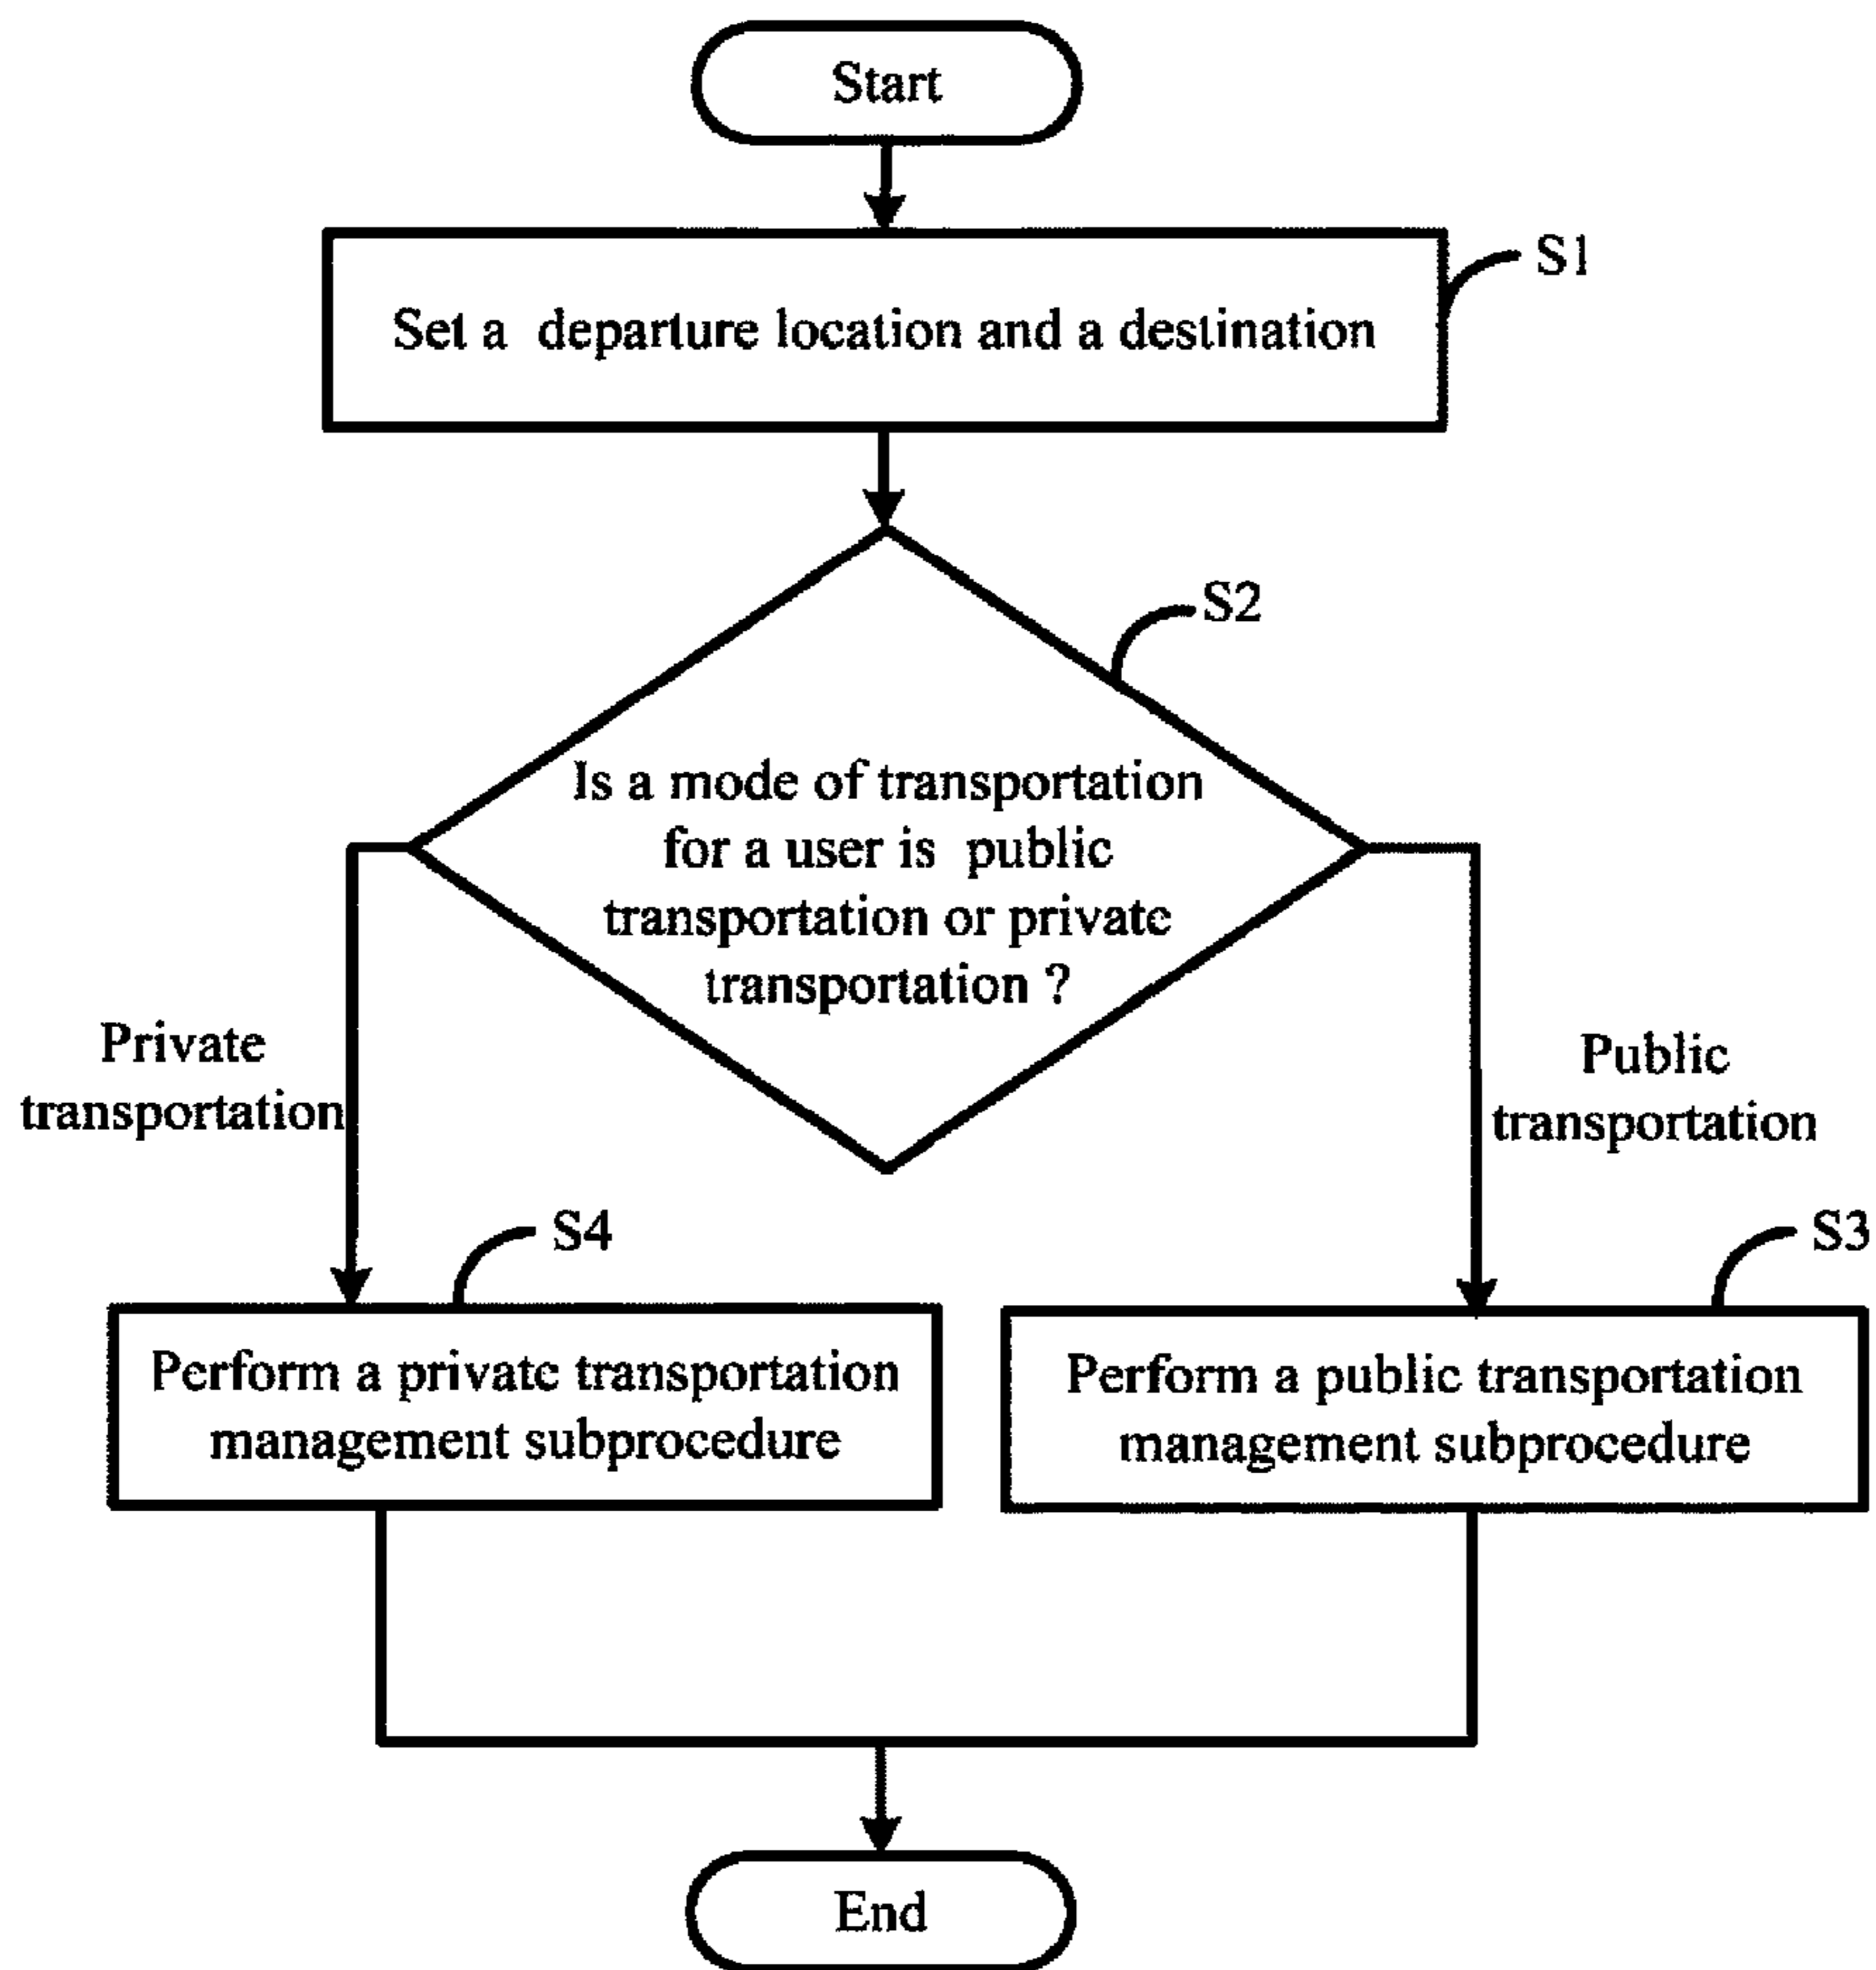 Start
S1
Set a departure location and a destination
S2
Is a mode of transportation
for a user is public
transportation or private
transportation ?
Private
transportation
Public
transportation
S4
S3
Perform a private transportation
management subprocedure
Perform a public transportation
management subprocedure
End